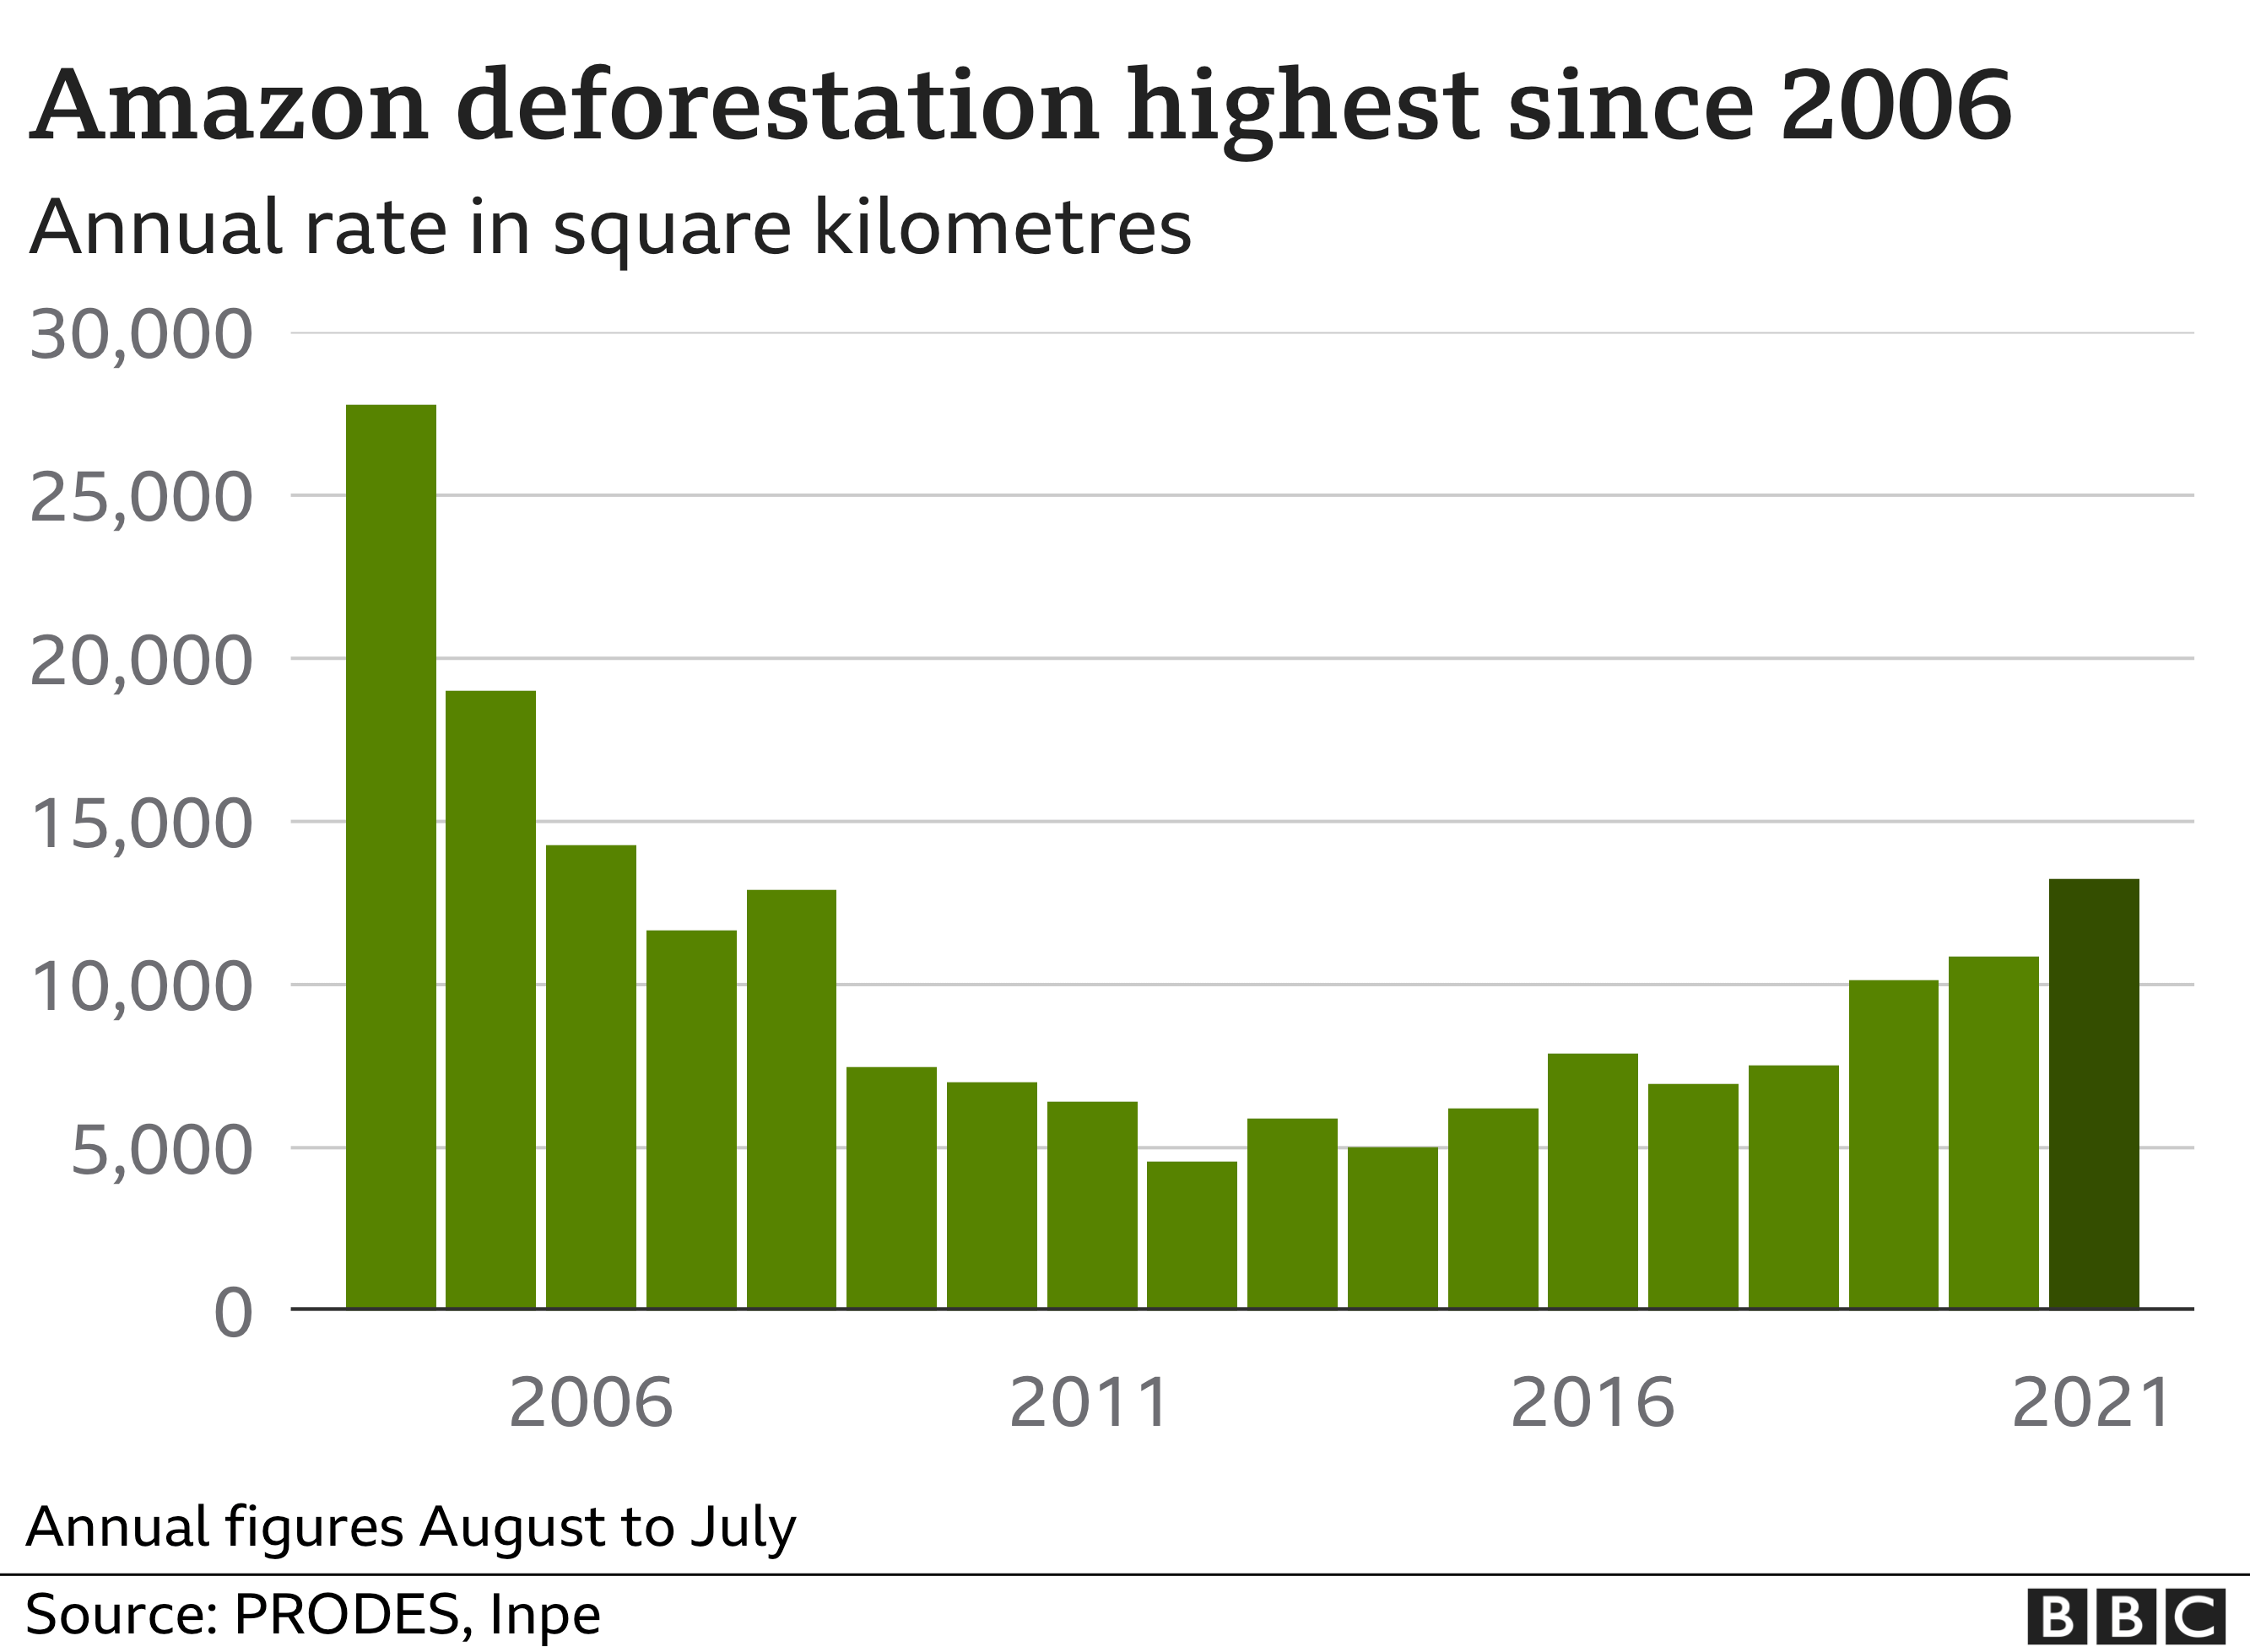 Amazon deforestation highest since 2006
Annual rate in square kilometres
30,000
25,000
20,000
15,000
10,000
5,000
0
2006 2011 2016 2021
Annual figures August to July
Source: PRODES, Inpe
BBC